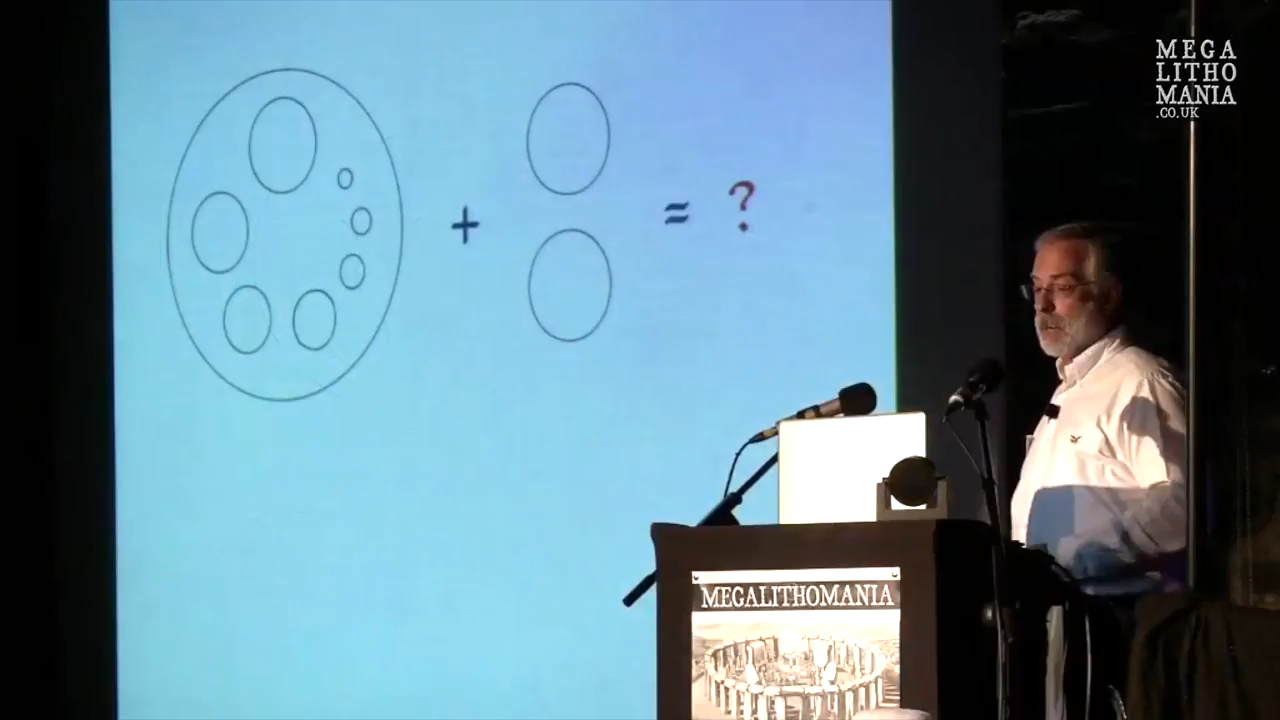 MEGA
LITHO
MANIA
.CO.UK
+ = ?
MEGALITHOMANIA